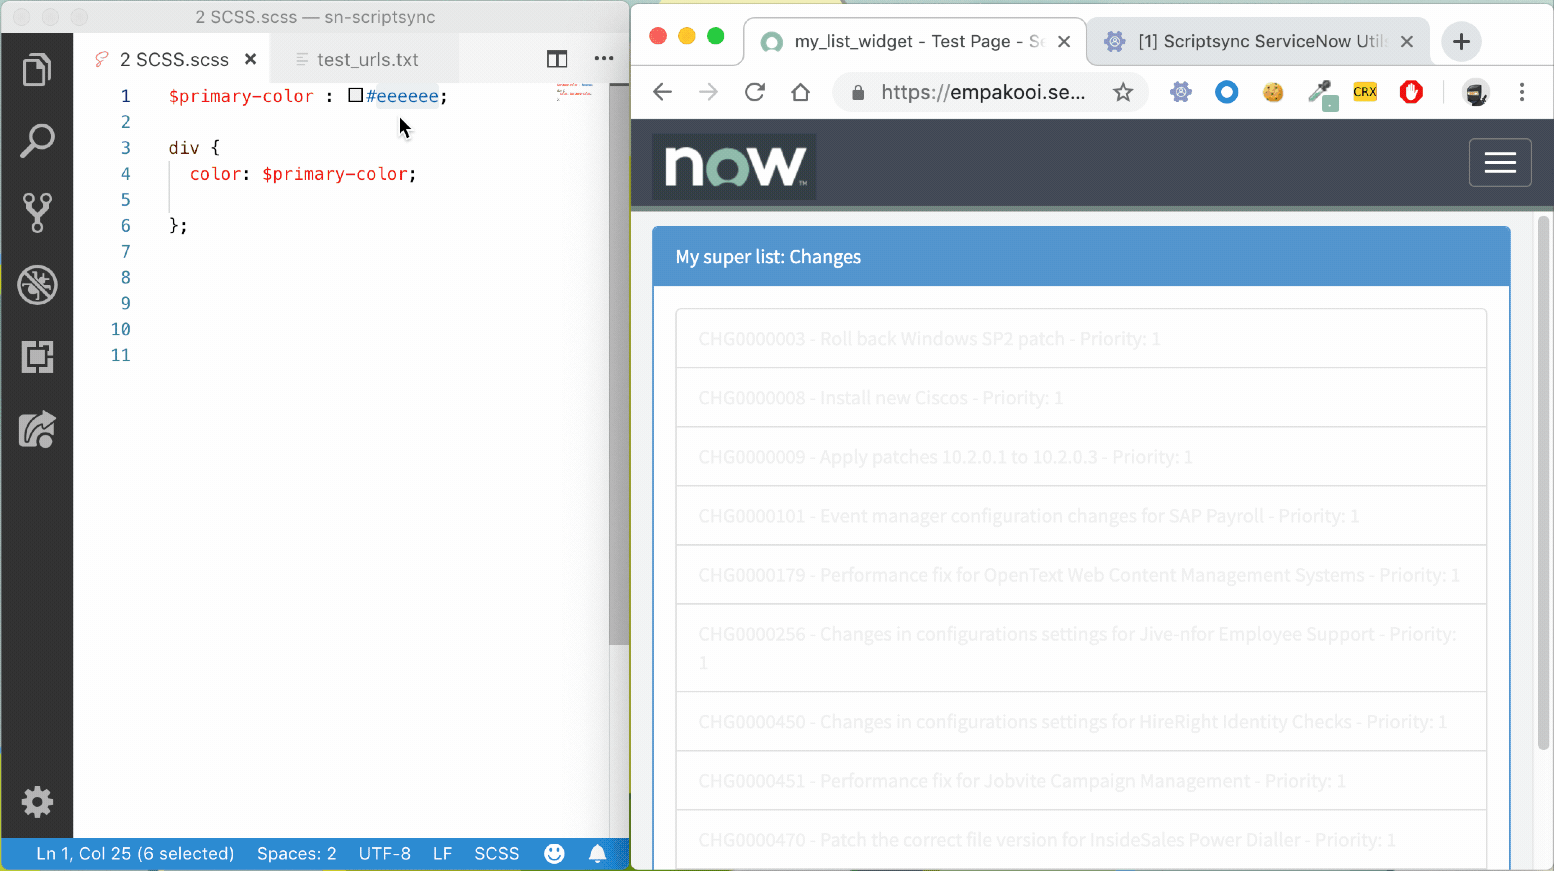 2 SCSS.scss — sn-scriptsync
2 SCSS.scss
test_urls.txt
1 $primary-color : #eeeeee;
2
3 div {
4 color: $primary-color;
5
6 };
7
8
9
10
11
Ln 1, Col 25 (6 selected) Spaces: 2 UTF-8 LF SCSS
my_list_widget - Test Page - Se
[1] Scriptsync ServiceNow Utils
https://empakooi.se...
CRX
now™
My super list: Changes
CHG0000003 - Roll back Windows SP2 patch - Priority: 1
CHG0000008 - Install new Ciscos - Priority: 1
CHG0000009 - Apply patches 10.2.0.1 to 10.2.0.3 - Priority: 1
CHG0000101 - Event manager configuration changes for SAP Payroll - Priority: 1
CHG0000179 - Performance fix for OpenText Web Content Management Systems - Priority: 1
CHG0000256 - Changes in configurations settings for Jive-nfor Employee Support - Priority:
1
CHG0000450 - Changes in configurations settings for HireRight Identity Checks - Priority: 1
CHG0000451 - Performance fix for Jobvite Campaign Management - Priority: 1
CHG0000470 - Patch the correct file version for InsideSales Power Dialler - Priority: 1